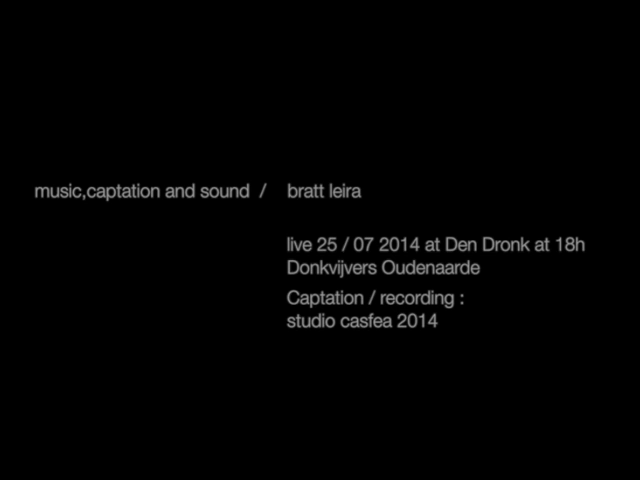 music,captation and sound / bratt leira
live 25 / 07 2014 at Den Dronk at 18h
Donkvijvers Oudenaarde
Captation / recording :
studio casfea 2014